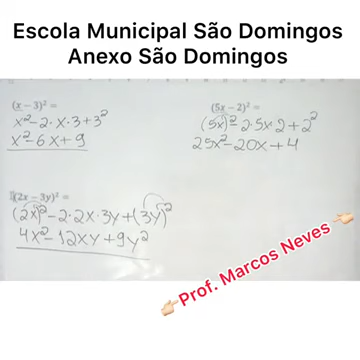 Escola Municipal São Domingos
Anexo São Domingos
(x − 3)² =
x² − 2 · x · 3 + 3²
x² − 6x + 9
(5x − 2)² =
(5x)² − 2·5x·2 + 2²
25x² − 20x + 4
(2x − 3y)² =
(2x)² − 2·2x·3y + (3y)²
4x² − 12xy + 9y²
👉🏻 Prof. Marcos Neves 👈🏻